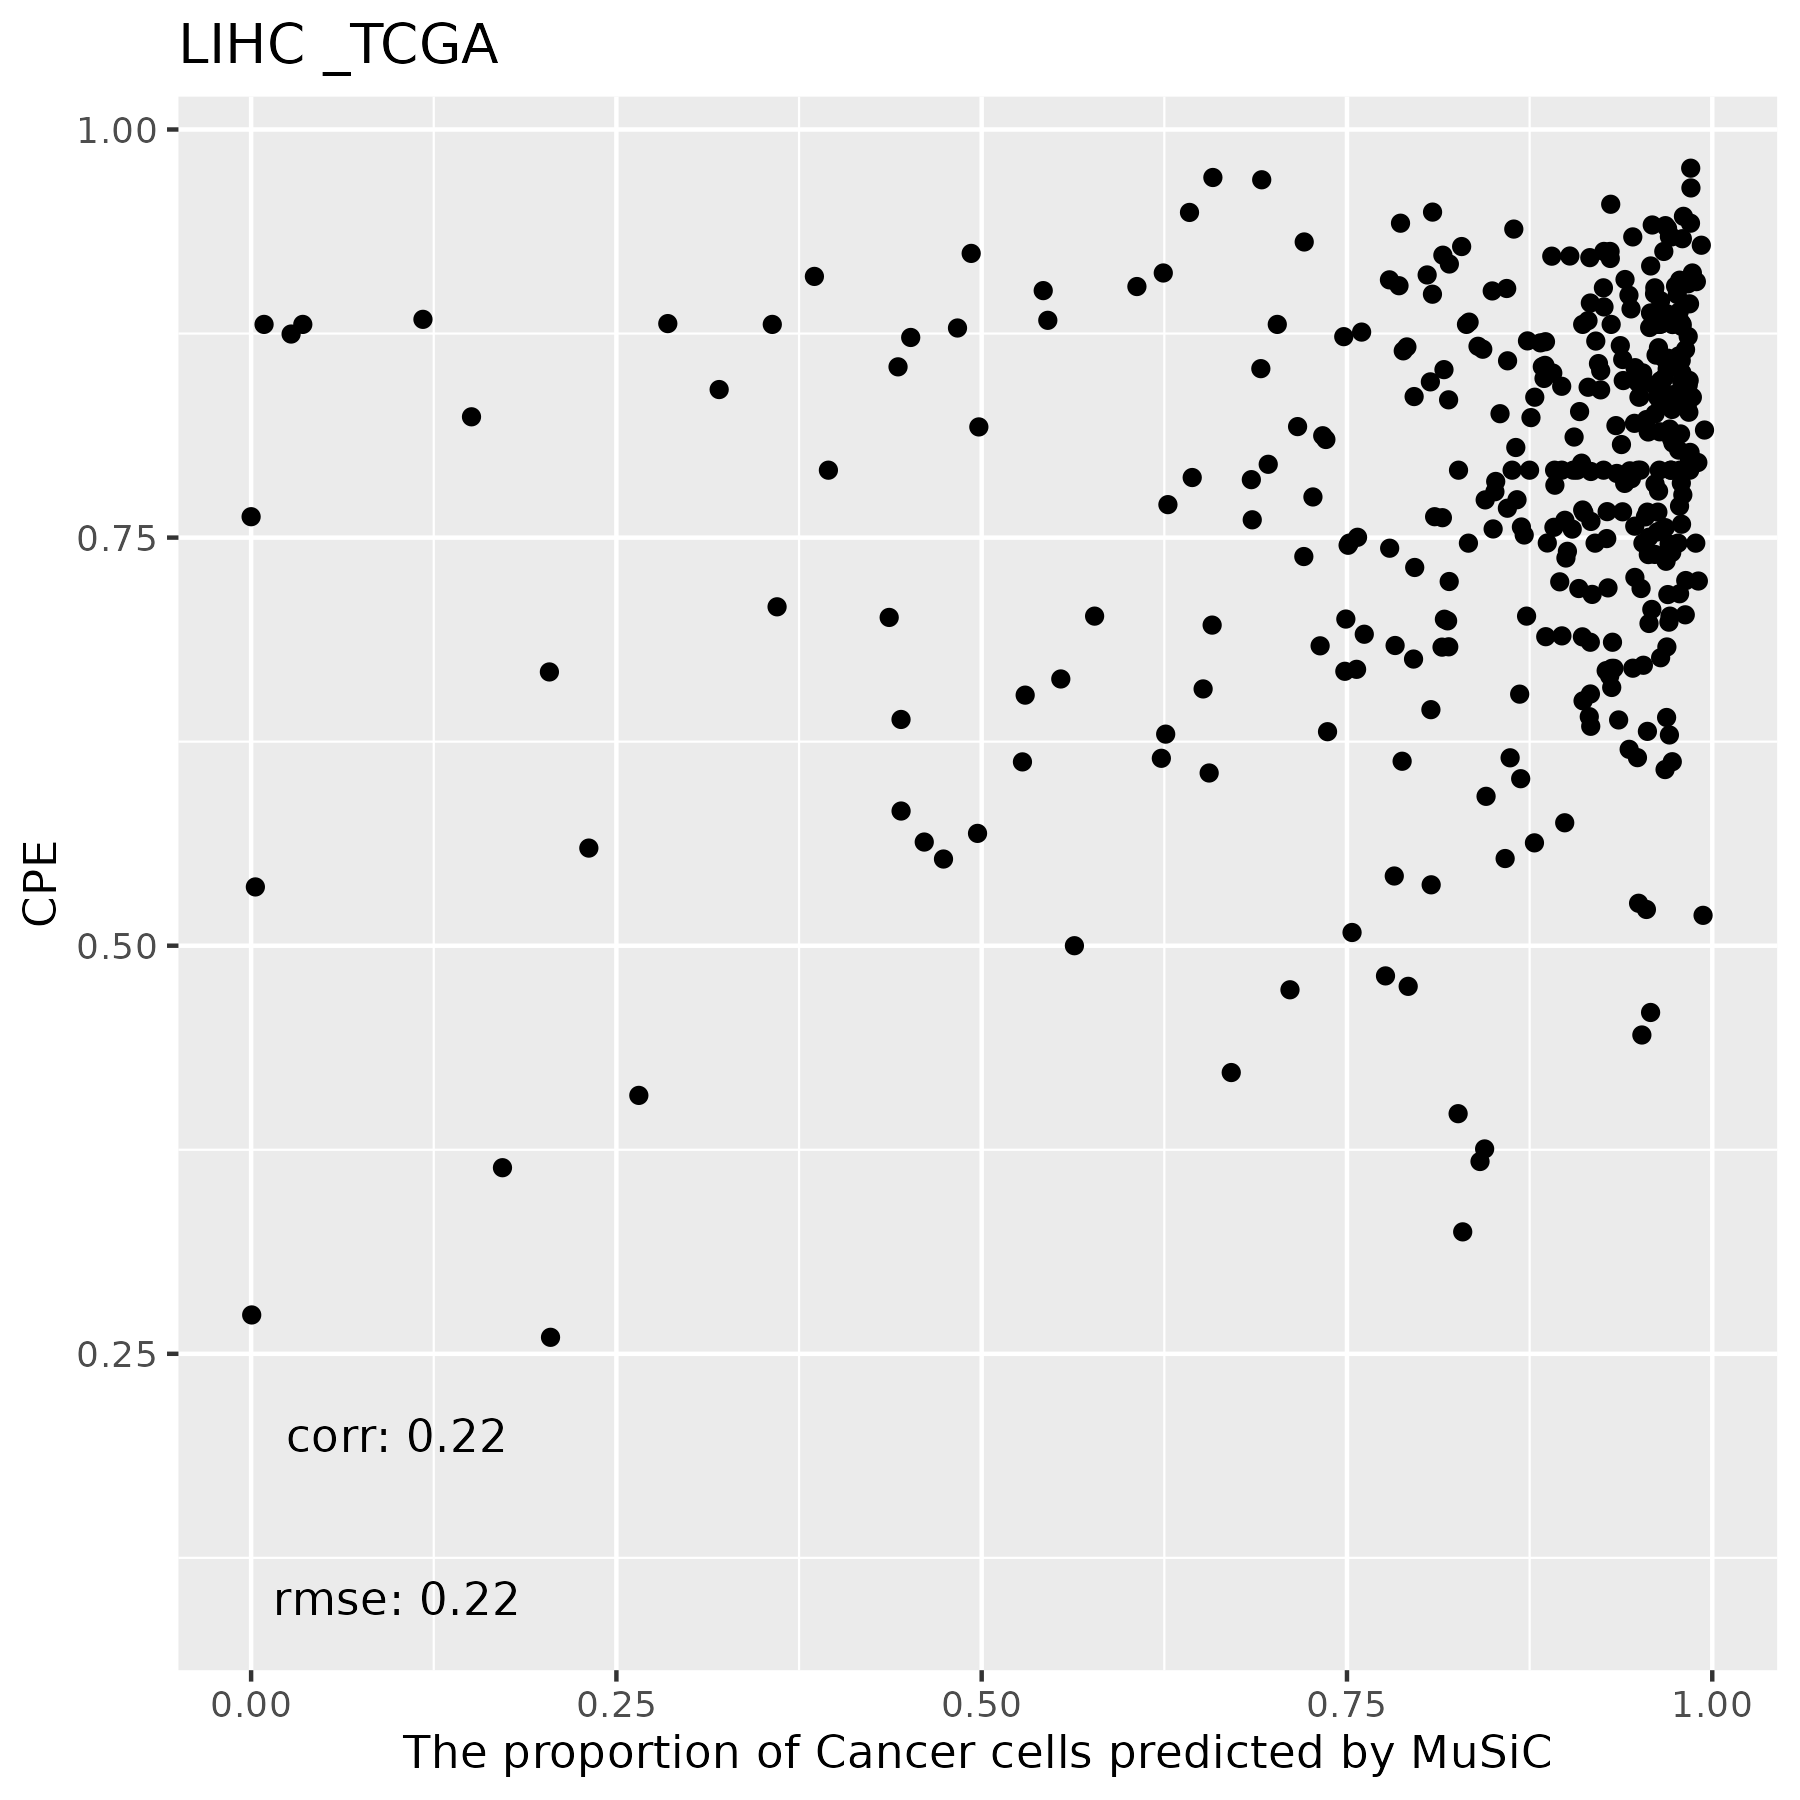 LIHC _TCGA
1.00
0.75
0.50
0.25
CPE
corr: 0.22
rmse: 0.22
0.00 0.25 0.50 0.75 1.00
The proportion of Cancer cells predicted by MuSiC